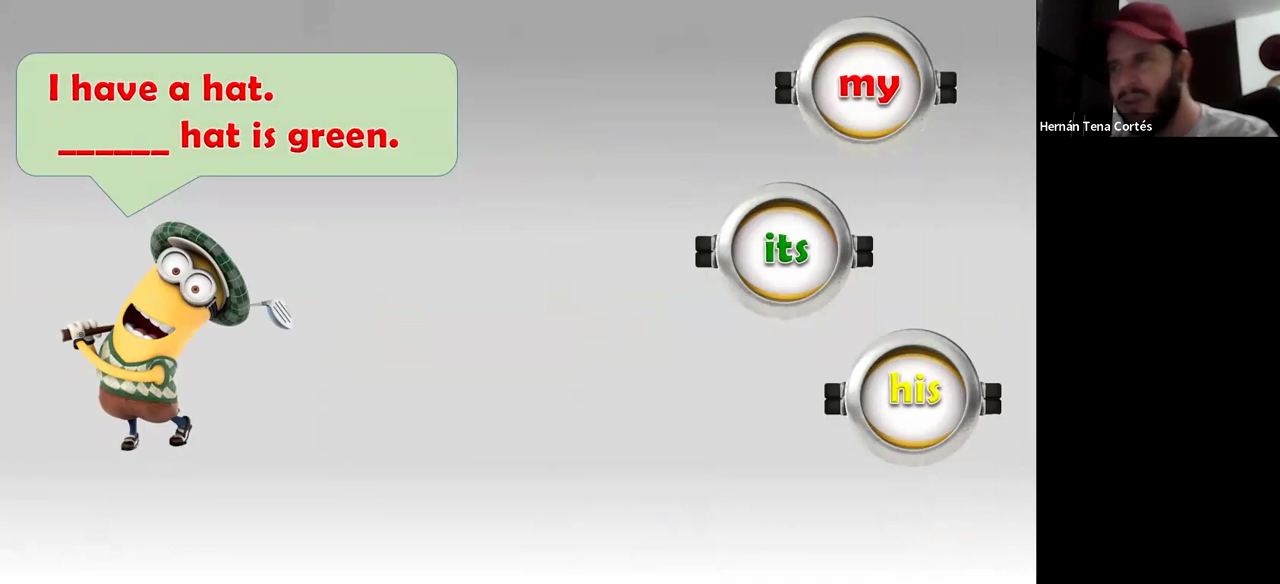 I have a hat.
______ hat is green.
my
its
his
Hernán Tena Cortés